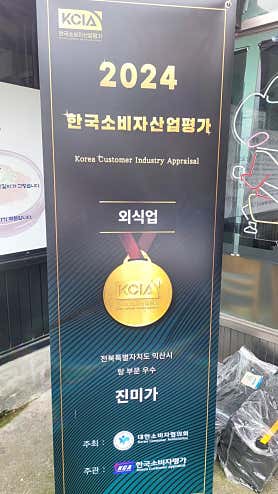 KCIA
한국소비자산업평가
2024
한국소비자산업평가
Korea Customer Industry Appraisal
외식업
KCIA
전북특별자치도 익산시
탕 부문 우수
진미가
주최 :
대한소비자협의회
주관 :
KCA
한국소비자평가